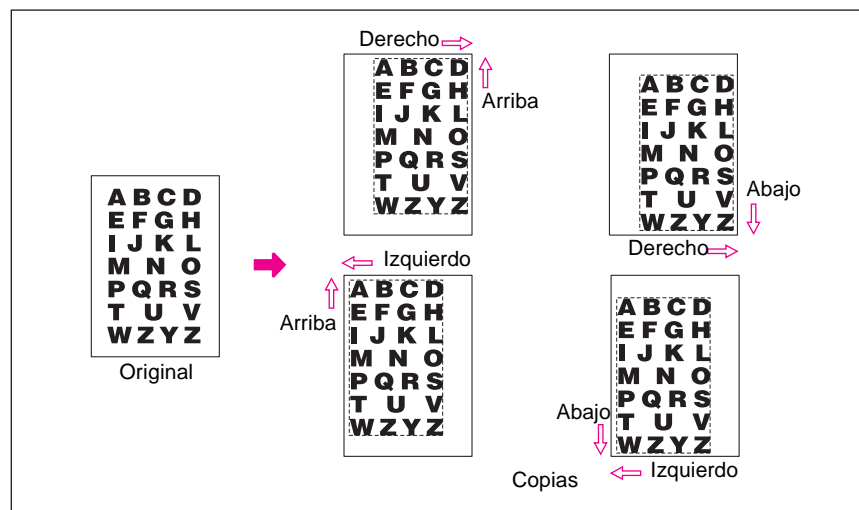 Derecho
A B C D
E F G H
I J K L
M N O
P Q R S
T U V
W Z Y Z
Arriba
A B C D
E F G H
I J K L
M N O
P Q R S
T U V
W Z Y Z
Abajo
Derecho
A B C D
E F G H
I J K L
M N O
P Q R S
T U V
W Z Y Z
Original
Izquierdo
Arriba
A B C D
E F G H
I J K L
M N O
P Q R S
T U V
W Z Y Z
A B C D
E F G H
I J K L
M N O
P Q R S
T U V
W Z Y Z
Abajo
Izquierdo
Copias